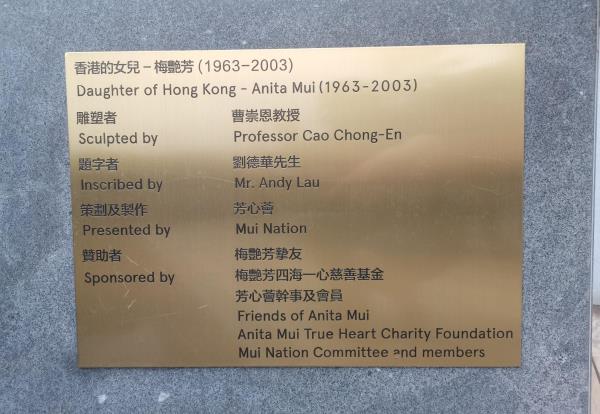 香港的女兒 – 梅艷芳 (1963–2003)
Daughter of Hong Kong - Anita Mui (1963-2003)
雕塑者 曹崇恩教授
Sculpted by Professor Cao Chong-En
題字者 劉德華先生
Inscribed by Mr. Andy Lau
策劃及製作 芳心薈
Presented by Mui Nation
贊助者 梅艷芳摯友
Sponsored by 梅艷芳四海一心慈善基金
芳心薈幹事及會員
Friends of Anita Mui
Anita Mui True Heart Charity Foundation
Mui Nation Committee and members